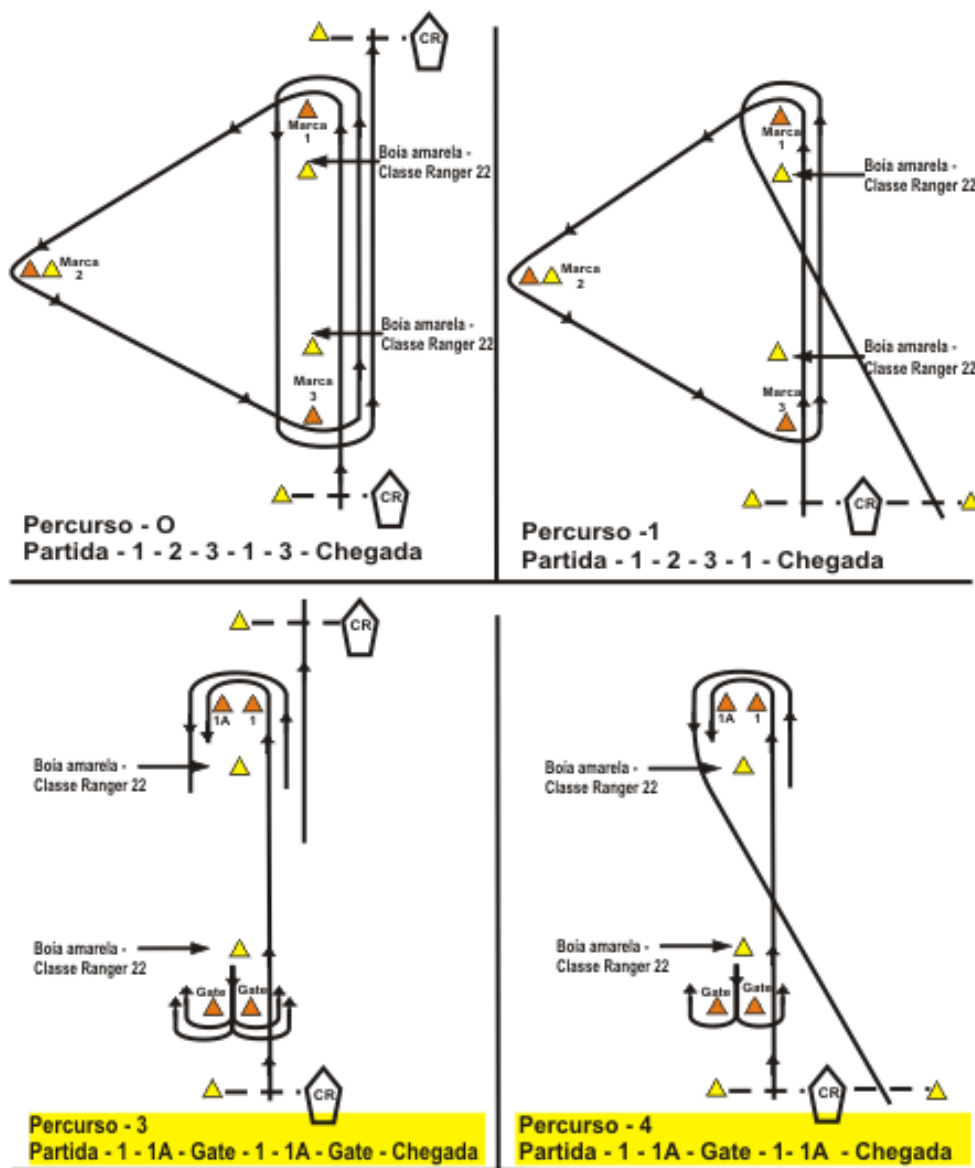 CR
Marca
1
Boia amarela -
Classe Ranger 22
Marca
2
Boia amarela -
Classe Ranger 22
Marca
3
CR
Percurso - O
Partida - 1 - 2 - 3 - 1 - 3 - Chegada
Marca
1
Boia amarela -
Classe Ranger 22
Marca
2
Boia amarela -
Classe Ranger 22
Marca
3
CR
Percurso -1
Partida - 1 - 2 - 3 - 1 - Chegada
CR
1A 1
Boia amarela -
Classe Ranger 22
Boia amarela -
Classe Ranger 22
Gate Gate
CR
Percurso - 3
Partida - 1 - 1A - Gate - 1 - 1A - Gate - Chegada
1A 1
Boia amarela -
Classe Ranger 22
Boia amarela -
Classe Ranger 22
Gate Gate
CR
Percurso - 4
Partida - 1 - 1A - Gate - 1- 1A - Chegada